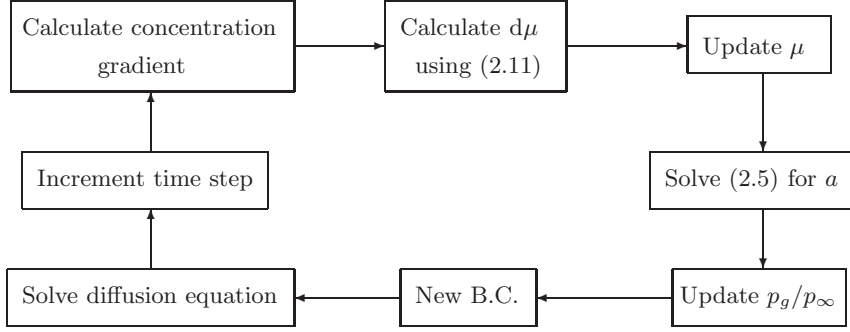 Calculate concentration
gradient
Calculate dμ
using (2.11)
Update μ
Increment time step
Solve (2.5) for a
Solve diffusion equation
New B.C.
Update p_g/p_∞